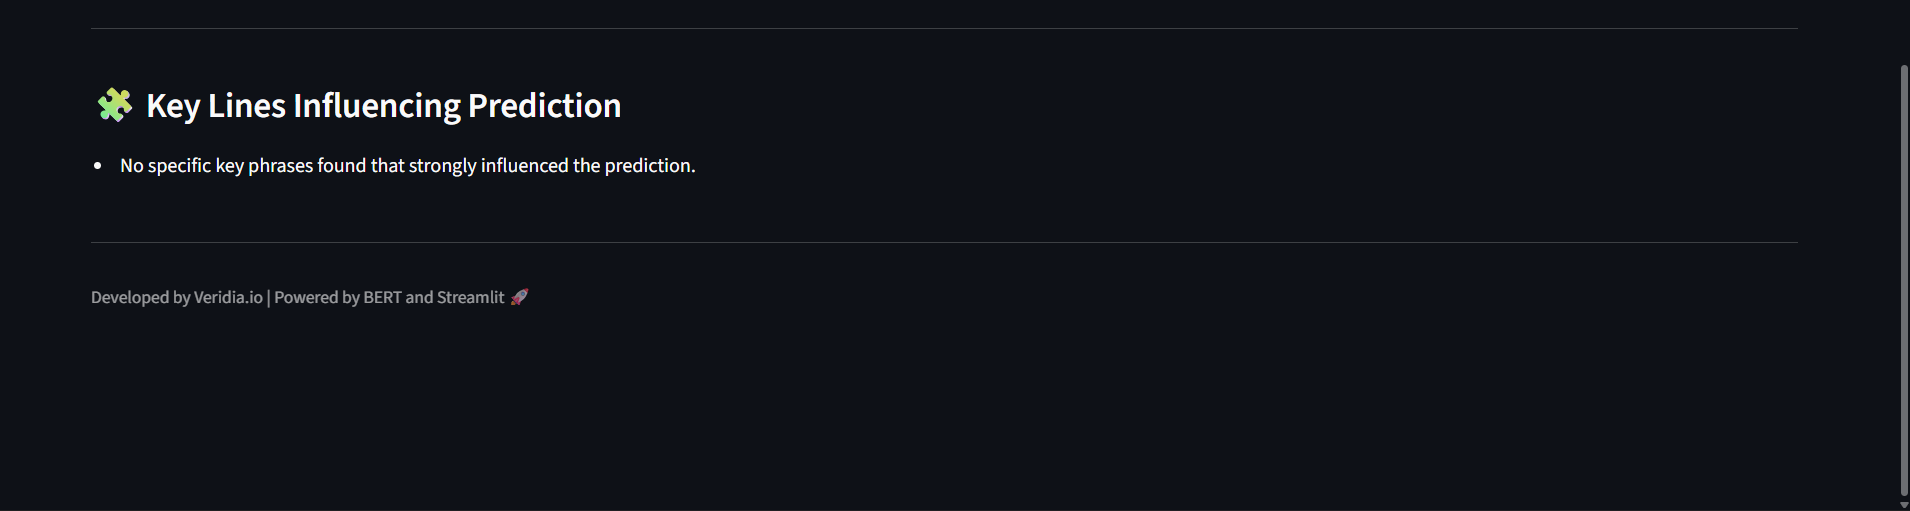 🧩 Key Lines Influencing Prediction
• No specific key phrases found that strongly influenced the prediction.
Developed by Veridia.io | Powered by BERT and Streamlit 🚀